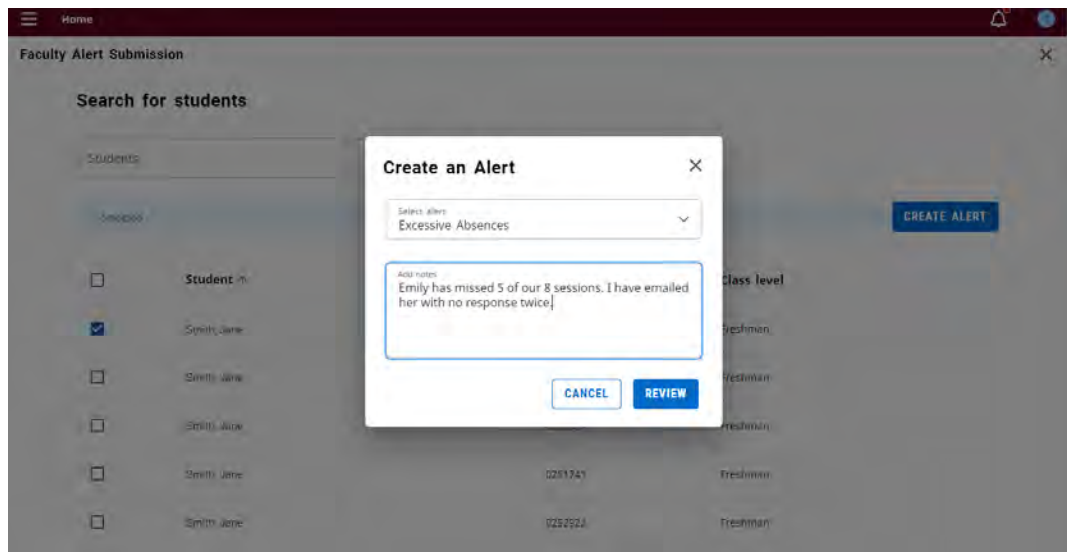 Home
Faculty Alert Submission
Search for students
Students
Create an Alert
Select alert
Excessive Absences
CREATE ALERT
Add notes
Emily has missed 5 of our 8 sessions. I have emailed
her with no response twice.
Student
Class level
Smith, Jane
Freshman
Smith, Jane
Freshman
CANCEL
REVIEW
Smith, Jane
Freshman
Smith, Jane
Freshman
Smith, Jane
Freshman